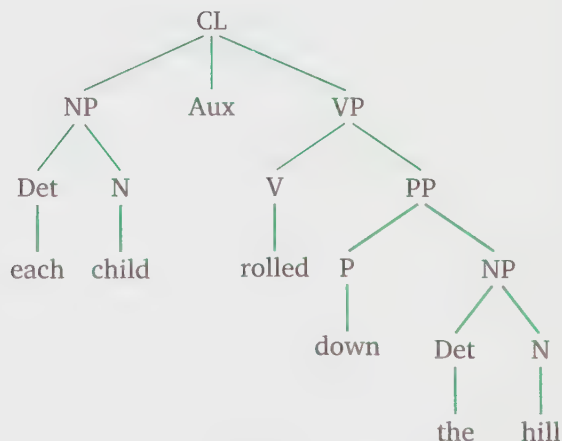 CL
NP Aux VP
Det N V PP
each child rolled P NP
down Det N
the hill